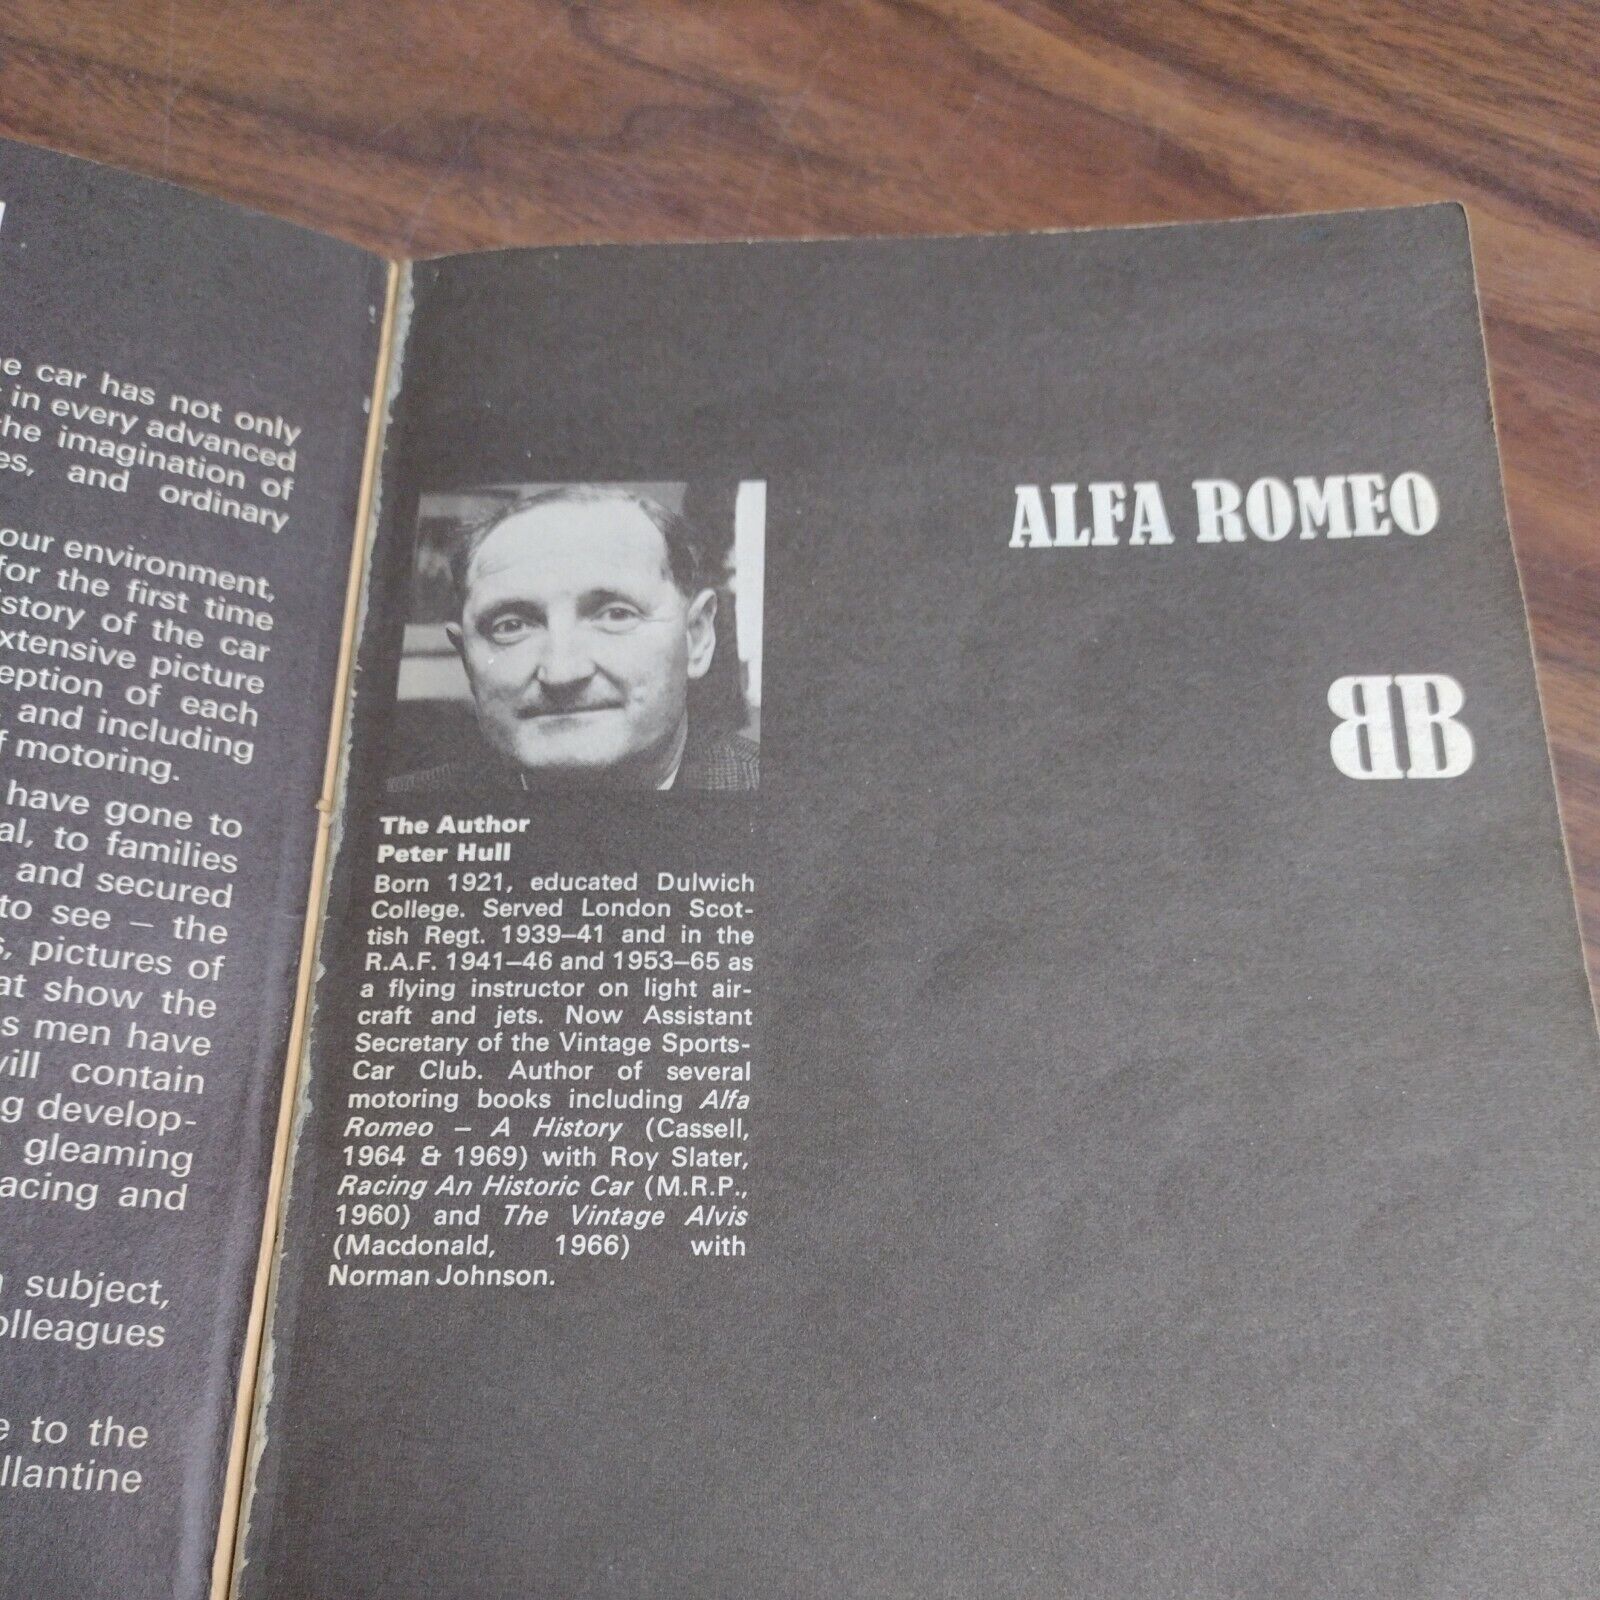 e car has not only
in every advanced
the imagination of
es, and ordinary
our environment,
for the first time
istory of the car
xtensive picture
eption of each
and including
f motoring.
have gone to
al, to families
and secured
to see – the
s, pictures of
at show the
s men have
will contain
g develop-
gleaming
acing and
subject,
olleagues
e to the
llantine
The Author
Peter Hull
Born 1921, educated Dulwich
College. Served London Scot-
tish Regt. 1939–41 and in the
R.A.F. 1941–46 and 1953–65 as
a flying instructor on light air-
craft and jets. Now Assistant
Secretary of the Vintage Sports-
Car Club. Author of several
motoring books including Alfa
Romeo – A History (Cassell,
1964 & 1969) with Roy Slater,
Racing An Historic Car (M.R.P.,
1960) and The Vintage Alvis
(Macdonald, 1966) with
Norman Johnson.
ALFA ROMEO
BB